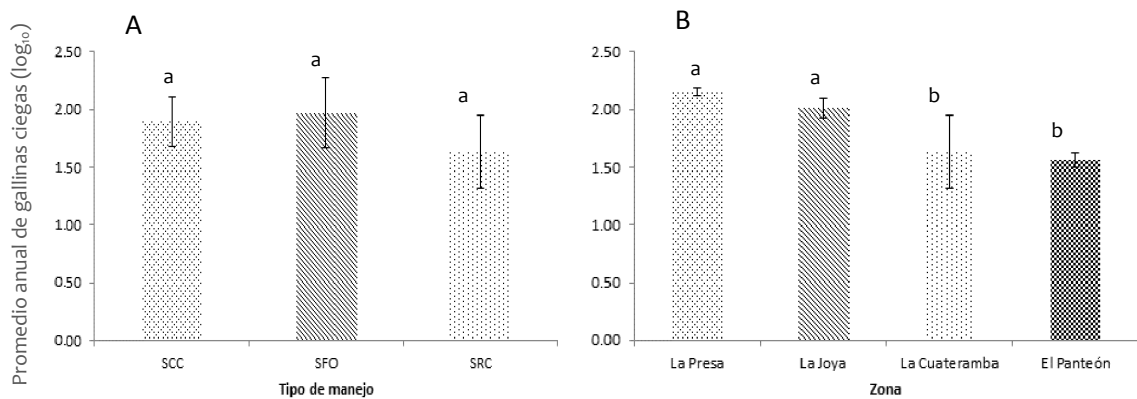 Promedio anual de gallinas ciegas (log₁₀)
A
2.50
2.00
1.50
1.00
0.50
0.00
a
a
a
SCC
SFO
SRC
Tipo de manejo
B
2.50
2.00
1.50
1.00
0.50
0.00
a
a
b
b
La Presa
La Joya
La Cuateramba
El Panteón
Zona